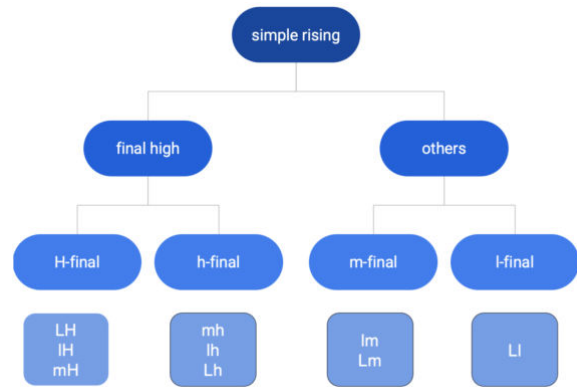 simple rising
final high
others
H-final
h-final
m-final
l-final
LH
lH
mH
mh
lh
Lh
lm
Lm
Ll